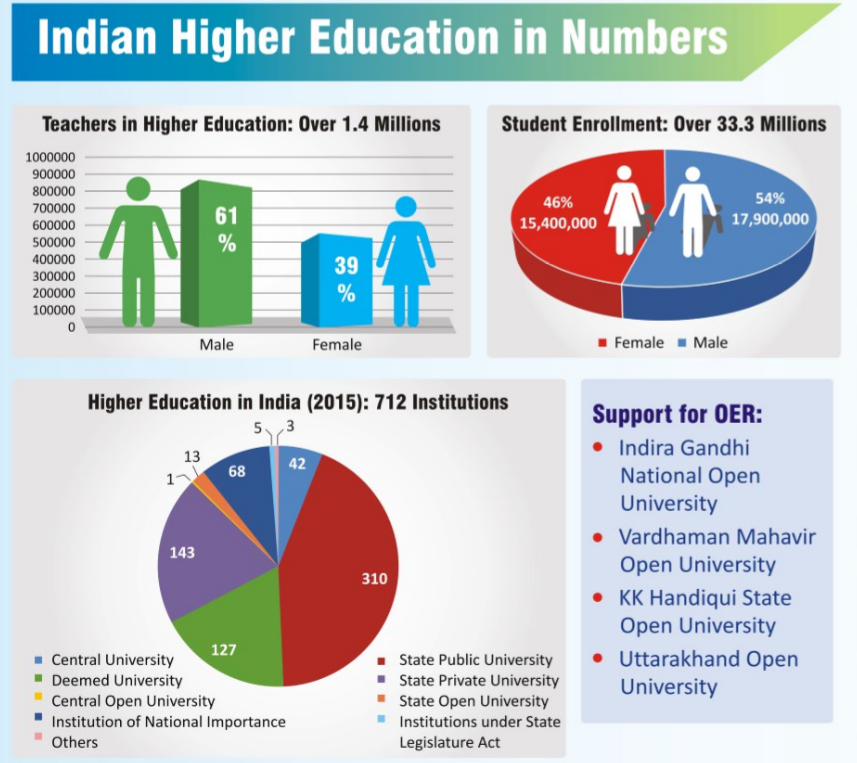 Indian Higher Education in Numbers
Teachers in Higher Education: Over 1.4 Millions
1000000
900000
800000
700000
600000
500000
400000
300000
200000
100000
0
61
%
39
%
Male
Female
Student Enrollment: Over 33.3 Millions
46%
15,400,000
54%
17,900,000
Female
Male
Higher Education in India (2015): 712 Institutions
5
3
13
68
42
1
143
310
127
Central University
Deemed University
Central Open University
Institution of National Importance
Others
State Public University
State Private University
State Open University
Institutions under State
Legislature Act
Support for OER:
Indira Gandhi
National Open
University
Vardhaman Mahavir
Open University
KK Handiqui State
Open University
Uttarakhand Open
University